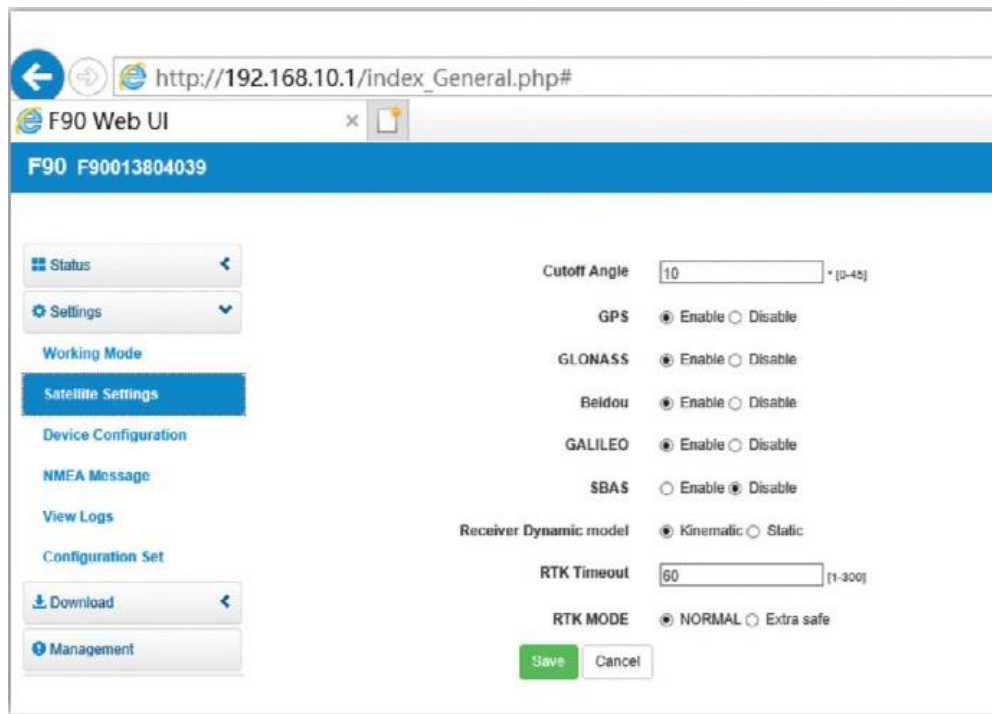 http://192.168.10.1/index_General.php#
F90 Web UI
F90 F90013804039
Status
Settings
Working Mode
Satellite Settings
Device Configuration
NMEA Message
View Logs
Configuration Set
Download
Management
Cutoff Angle 10 * [0-45]
GPS Enable Disable
GLONASS Enable Disable
Beidou Enable Disable
GALILEO Enable Disable
SBAS Enable Disable
Receiver Dynamic model Kinematic Static
RTK Timeout 60 [1-300]
RTK MODE NORMAL Extra safe
Save Cancel